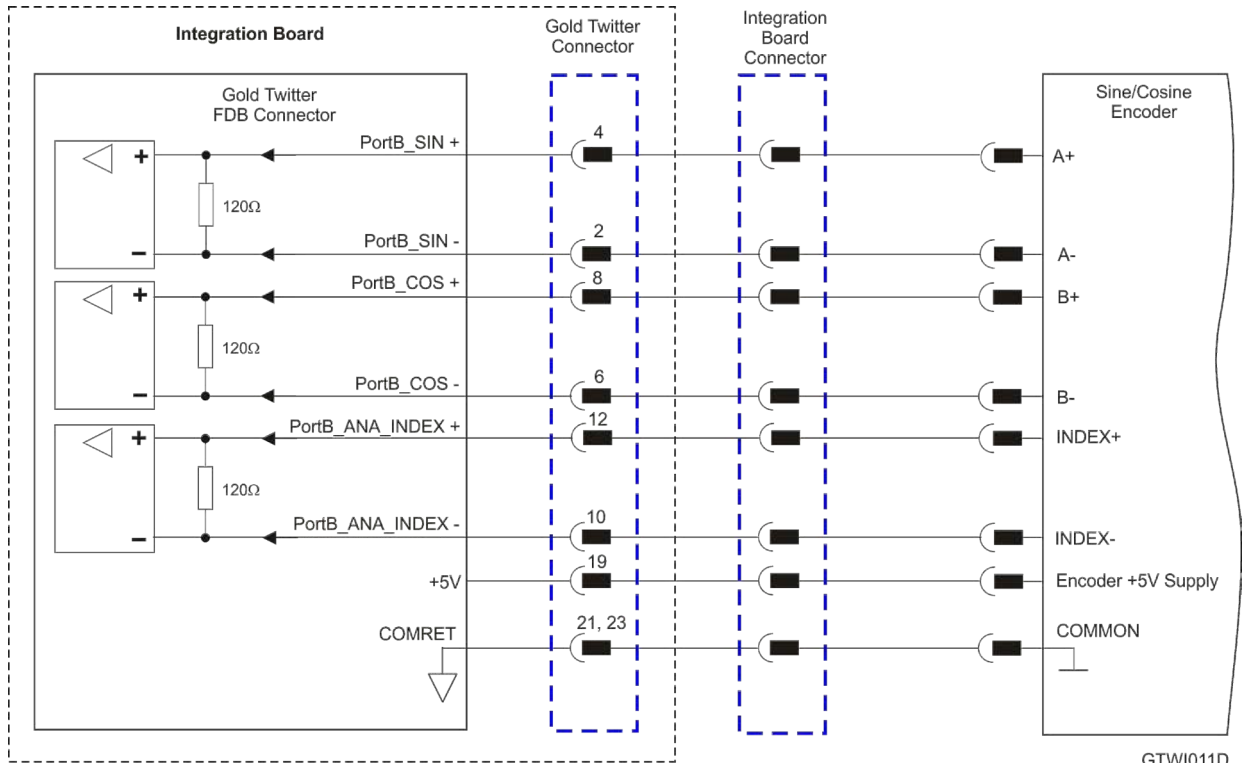 Integration Board
Gold Twitter
Connector
Integration
Board
Connector
Gold Twitter
FDB Connector
Sine/Cosine
Encoder
+
PortB_SIN +
4
A+
120Ω
PortB_SIN -
2
A-
−
PortB_COS +
8
B+
+
120Ω
PortB_COS -
6
B-
−
PortB_ANA_INDEX +
12
INDEX+
+
120Ω
PortB_ANA_INDEX -
10
INDEX-
−
+5V
19
Encoder +5V Supply
COMRET
21, 23
COMMON
GTWI011D